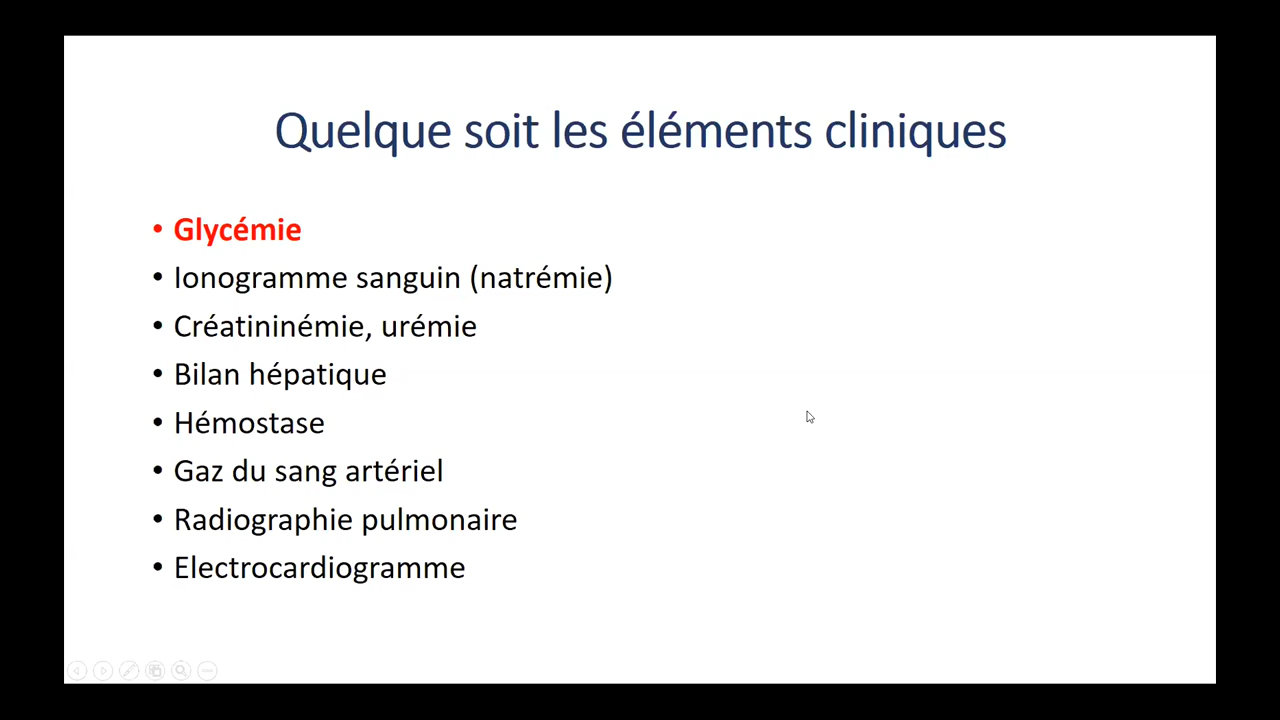 Quelque soit les éléments cliniques
• Glycémie
• Ionogramme sanguin (natrémie)
• Créatininémie, urémie
• Bilan hépatique
• Hémostase
• Gaz du sang artériel
• Radiographie pulmonaire
• Electrocardiogramme